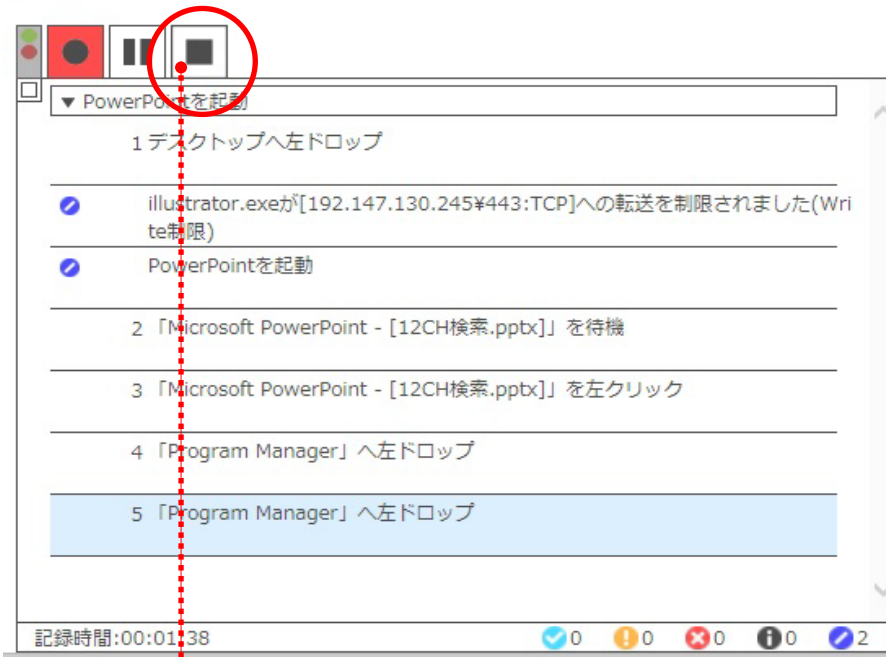 ▼ PowerPointを起動
1 デスクトップへ左ドロップ
illustrator.exeが[192.147.130.245¥443:TCP]への転送を制限されました(Wri
te制限)
PowerPointを起動
2 「Microsoft PowerPoint - [12CH検索.pptx]」を待機
3 「Microsoft PowerPoint - [12CH検索.pptx]」を左クリック
4 「Program Manager」へ左ドロップ
5 「Program Manager」へ左ドロップ
記録時間:00:01:38 0 0 0 0 2